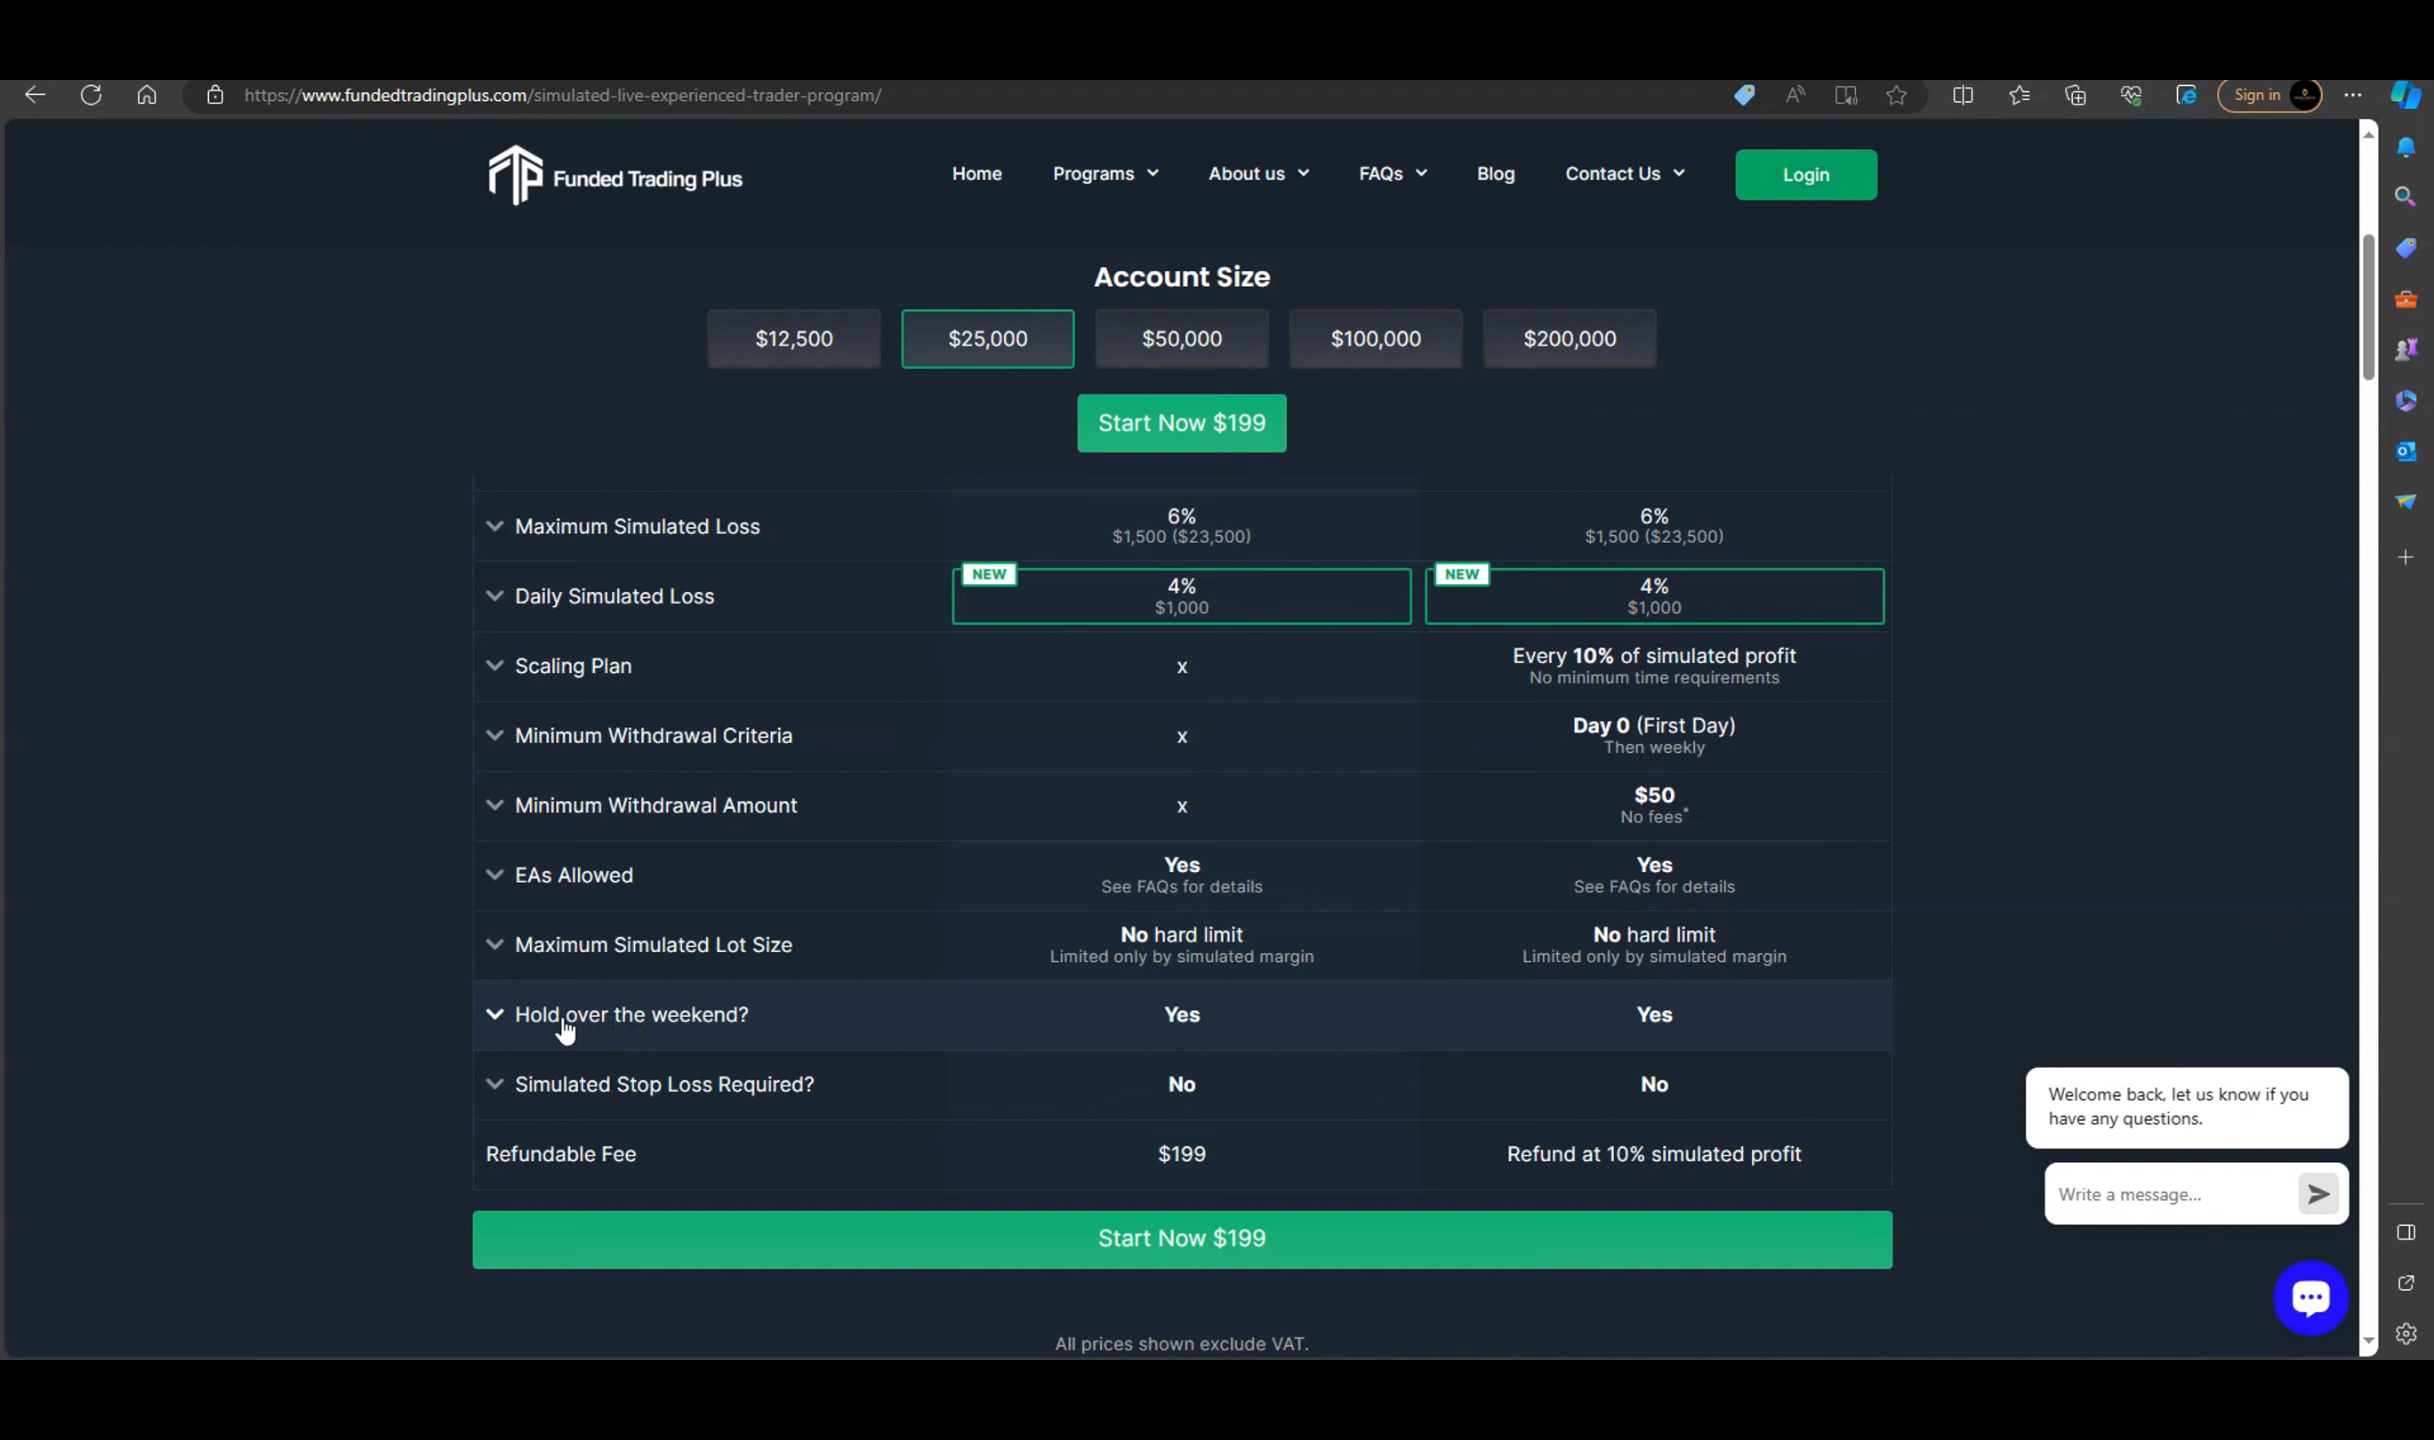 https://www.fundedtradingplus.com/simulated-live-experienced-trader-program/
Sign in
Funded Trading Plus
Home
Programs
About us
FAQs
Blog
Contact Us
Login
Account Size
$12,500
$25,000
$50,000
$100,000
$200,000
Start Now $199
Maximum Simulated Loss
6%
$1,500 ($23,500)
6%
$1,500 ($23,500)
Daily Simulated Loss
NEW
4%
$1,000
NEW
4%
$1,000
Scaling Plan
x
Every 10% of simulated profit
No minimum time requirements
Minimum Withdrawal Criteria
x
Day 0 (First Day)
Then weekly
Minimum Withdrawal Amount
x
$50
No fees*
EAs Allowed
Yes
See FAQs for details
Yes
See FAQs for details
Maximum Simulated Lot Size
No hard limit
Limited only by simulated margin
No hard limit
Limited only by simulated margin
Hold over the weekend?
Yes
Yes
Simulated Stop Loss Required?
No
No
Refundable Fee
$199
Refund at 10% simulated profit
Start Now $199
All prices shown exclude VAT.
Welcome back, let us know if you
have any questions.
Write a message...